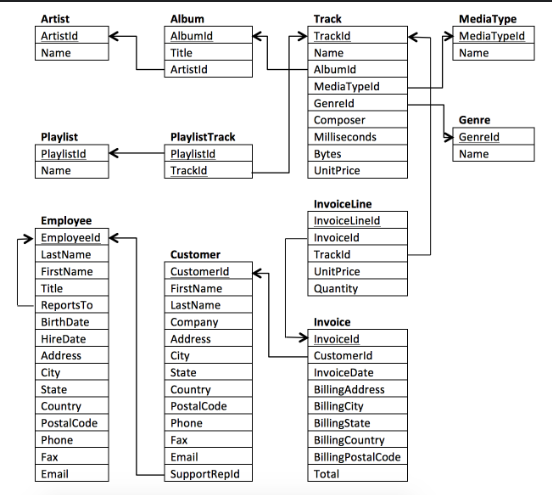 Artist
ArtistId
Name
Album
AlbumId
Title
ArtistId
Track
TrackId
Name
AlbumId
MediaTypeId
GenreId
Composer
Milliseconds
Bytes
UnitPrice
MediaType
MediaTypeId
Name
Genre
GenreId
Name
Playlist
PlaylistId
Name
PlaylistTrack
PlaylistId
TrackId
InvoiceLine
InvoiceLineId
InvoiceId
TrackId
UnitPrice
Quantity
Employee
EmployeeId
LastName
FirstName
Title
ReportsTo
BirthDate
HireDate
Address
City
State
Country
PostalCode
Phone
Fax
Email
Customer
CustomerId
FirstName
LastName
Company
Address
City
State
Country
PostalCode
Phone
Fax
Email
SupportRepId
Invoice
InvoiceId
CustomerId
InvoiceDate
BillingAddress
BillingCity
BillingState
BillingCountry
BillingPostalCode
Total